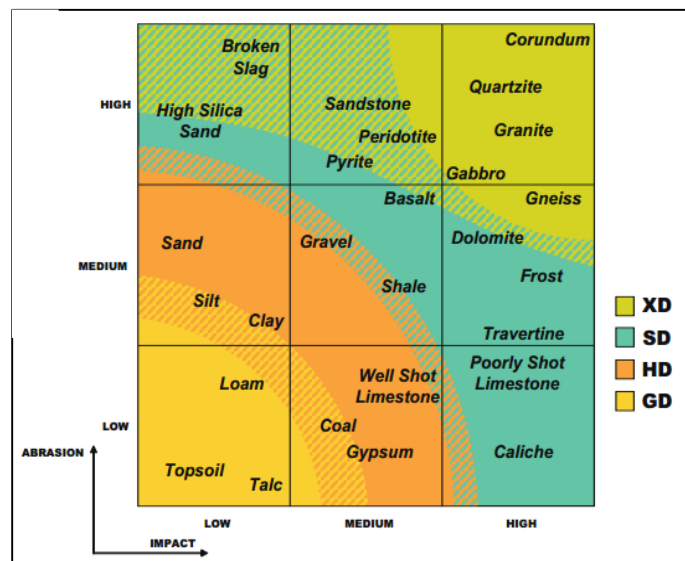 Broken
Slag
Corundum
Quartzite
HIGH
High Silica
Sand
Sandstone
Peridotite
Granite
Pyrite
Gabbro
Basalt
Gneiss
Sand
Gravel
Dolomite
MEDIUM
Silt
Clay
Shale
Frost
Travertine
XD
SD
HD
GD
Loam
Well Shot
Limestone
Poorly Shot
Limestone
LOW
Coal
Gypsum
Caliche
ABRASION
Topsoil
Talc
LOW
MEDIUM
HIGH
IMPACT